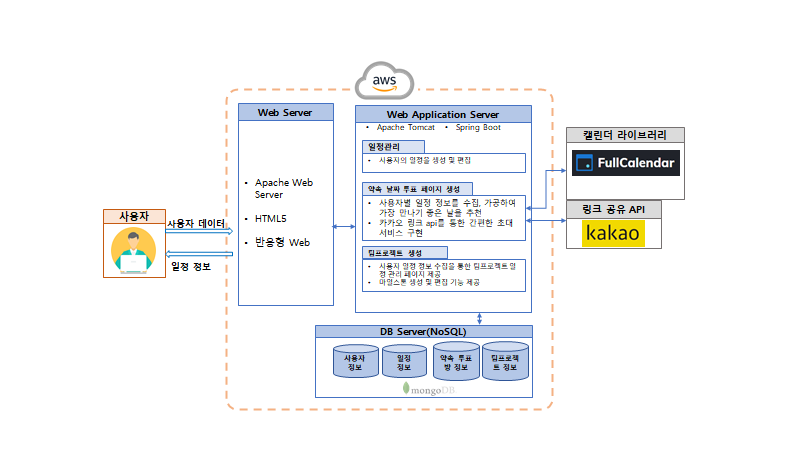 aws
Web Server
• Apache Web
Server
• HTML5
• 반응형 Web
사용자
사용자 데이터
일정 정보
Web Application Server
• Apache Tomcat • Spring Boot
일정관리
• 사용자의 일정을 생성 및 편집
약속 날짜 투표 페이지 생성
• 사용자별 일정 정보를 수집, 가공하여
가장 만나기 좋은 날을 추천
• 카카오 링크 api를 통한 간편한 초대
서비스 구현
팀프로젝트 생성
• 사용자 일정 정보 수집을 통한 팀프로젝트 일
정 관리 페이지 제공
• 마일스톤 생성 및 편집 기능 제공
캘린더 라이브러리
FullCalendar
링크 공유 API
kakao
DB Server(NoSQL)
사용자
정보
일정
정보
약속 투표
방 정보
팀프로젝
트 정보
mongoDB